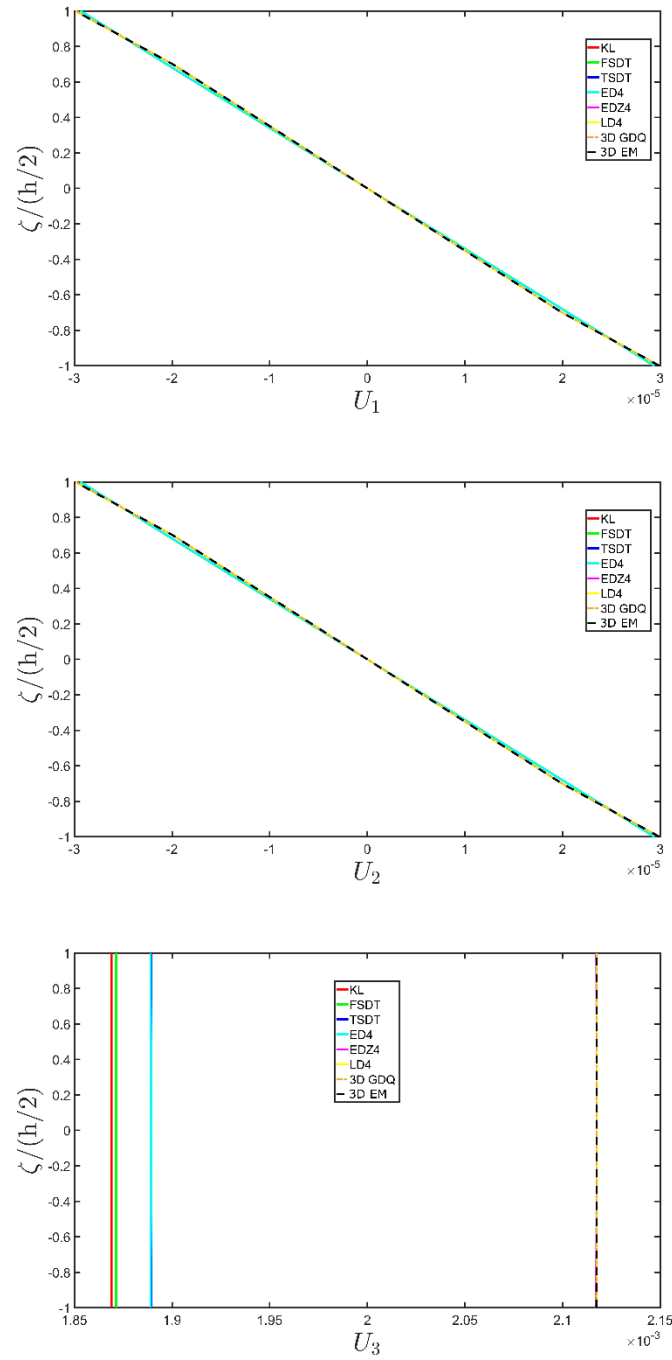 1
0.8
0.6
0.4
0.2
0
-0.2
-0.4
-0.6
-0.8
-1
ζ/(h/2)
KL
FSDT
TSDT
ED4
EDZ4
LD4
3D GDQ
3D EM
-3 -2 -1 0 1 2 3
×10⁻⁵
U₁
1
0.8
0.6
0.4
0.2
0
-0.2
-0.4
-0.6
-0.8
-1
ζ/(h/2)
KL
FSDT
TSDT
ED4
EDZ4
LD4
3D GDQ
3D EM
-3 -2 -1 0 1 2 3
×10⁻⁵
U₂
1
0.8
0.6
0.4
0.2
0
-0.2
-0.4
-0.6
-0.8
-1
ζ/(h/2)
KL
FSDT
TSDT
ED4
EDZ4
LD4
3D GDQ
3D EM
1.85 1.9 1.95 2 2.05 2.1 2.15
×10⁻³
U₃